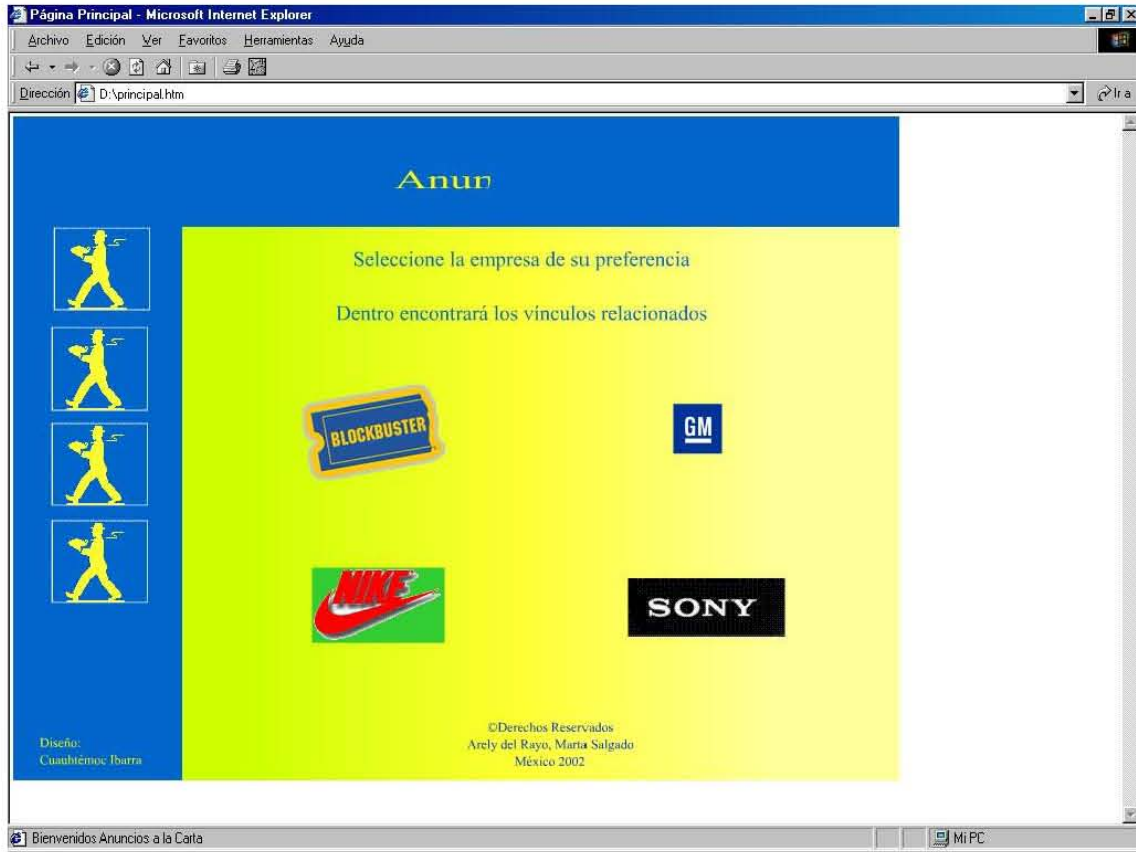 Página Principal - Microsoft Internet Explorer
Archivo Edición Ver Favoritos Herramientas Ayuda
Dirección D:\principal.htm Ir a
Anun
Seleccione la empresa de su preferencia
Dentro encontrará los vínculos relacionados
BLOCKBUSTER
GM
NIKE
SONY
©Derechos Reservados
Arely del Rayo, Marta Salgado
México 2002
Diseño:
Cuauhtémoc Ibarra
Bienvenidos Anuncios a la Carta Mi PC